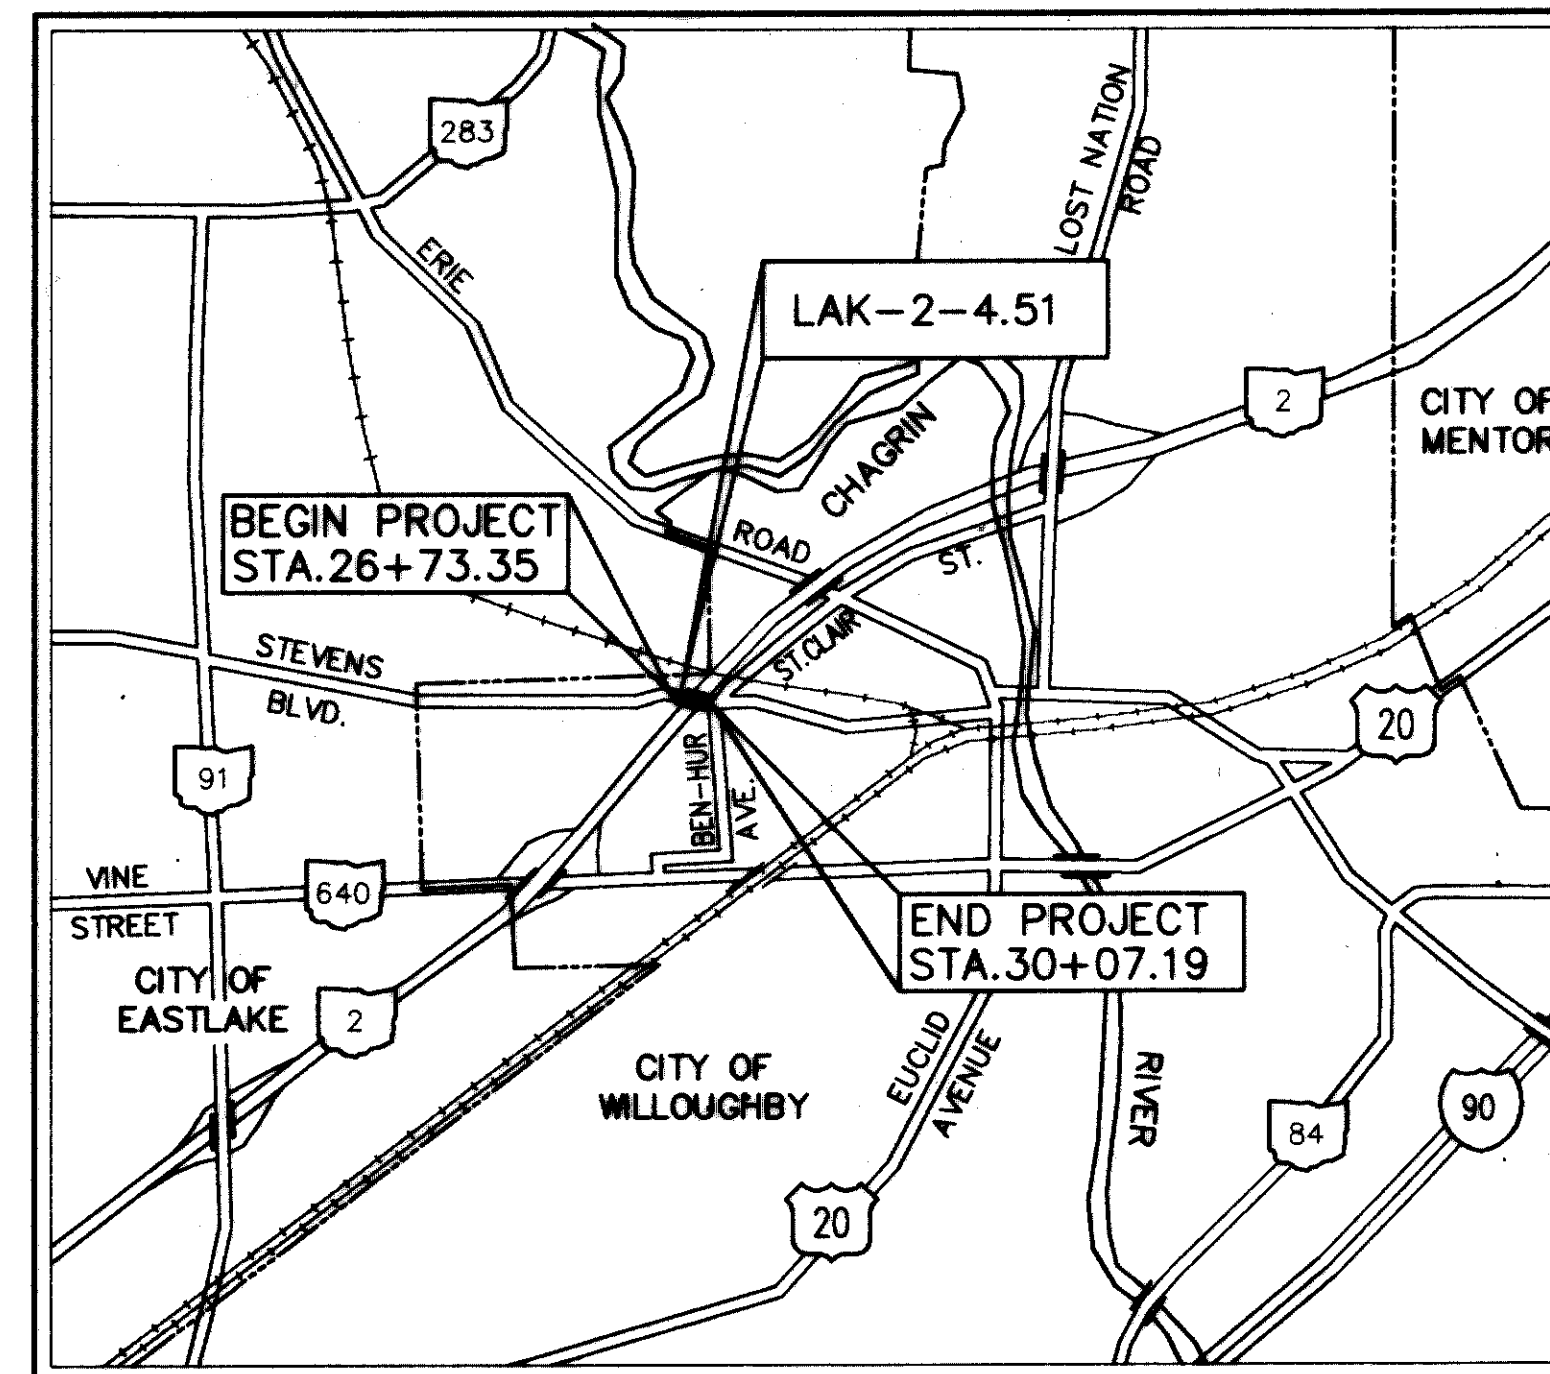 283
LOST NATION
ROAD
ERIE
LAK-2-4.51
2
CITY OF
MENTOR
CHAGRIN
BEGIN PROJECT
STA.26+73.35
ROAD
ST.
ST.CLAIR
STEVENS
BLVD.
20
91
BEN-HUR
AVE.
VINE
STREET
640
END PROJECT
STA.30+07.19
CITY OF
EASTLAKE
2
CITY OF
WILLOUGHBY
EUCLID
AVENUE
RIVER
84
90
20